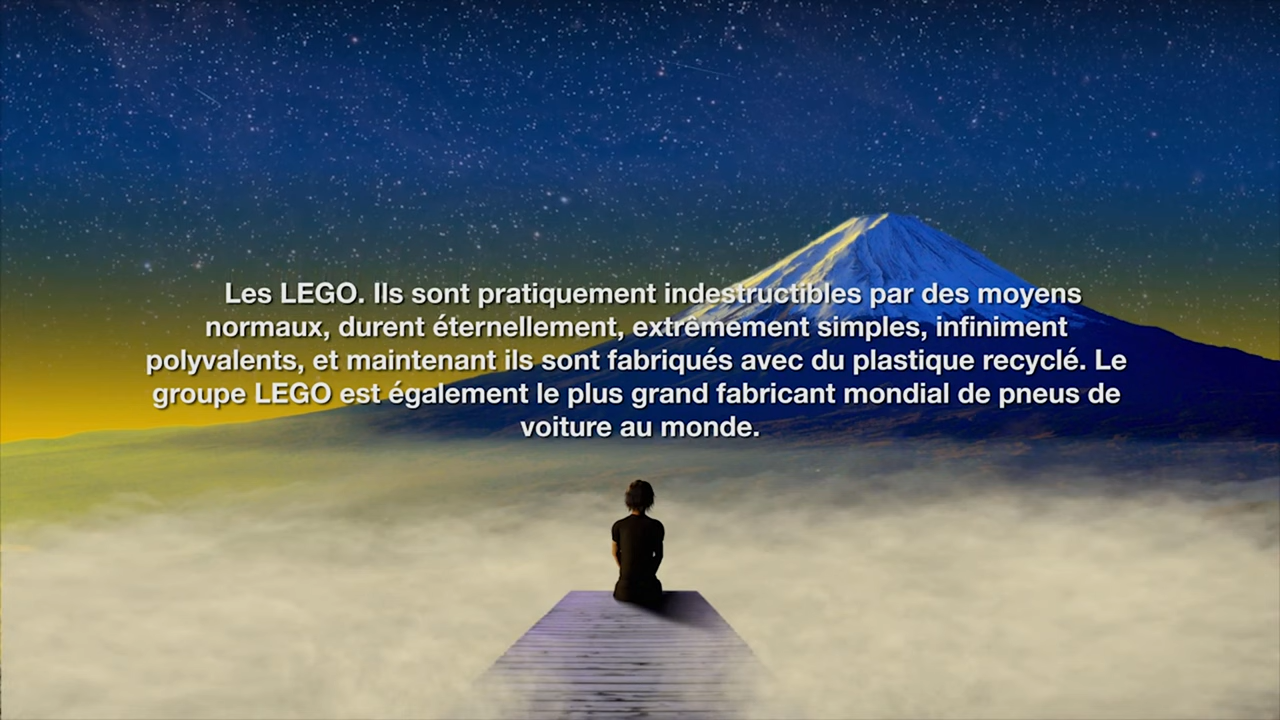 Les LEGO. Ils sont pratiquement indestructibles par des moyens
normaux, durent éternellement, extrêmement simples, infiniment
polyvalents, et maintenant ils sont fabriqués avec du plastique recyclé. Le
groupe LEGO est également le plus grand fabricant mondial de pneus de
voiture au monde.